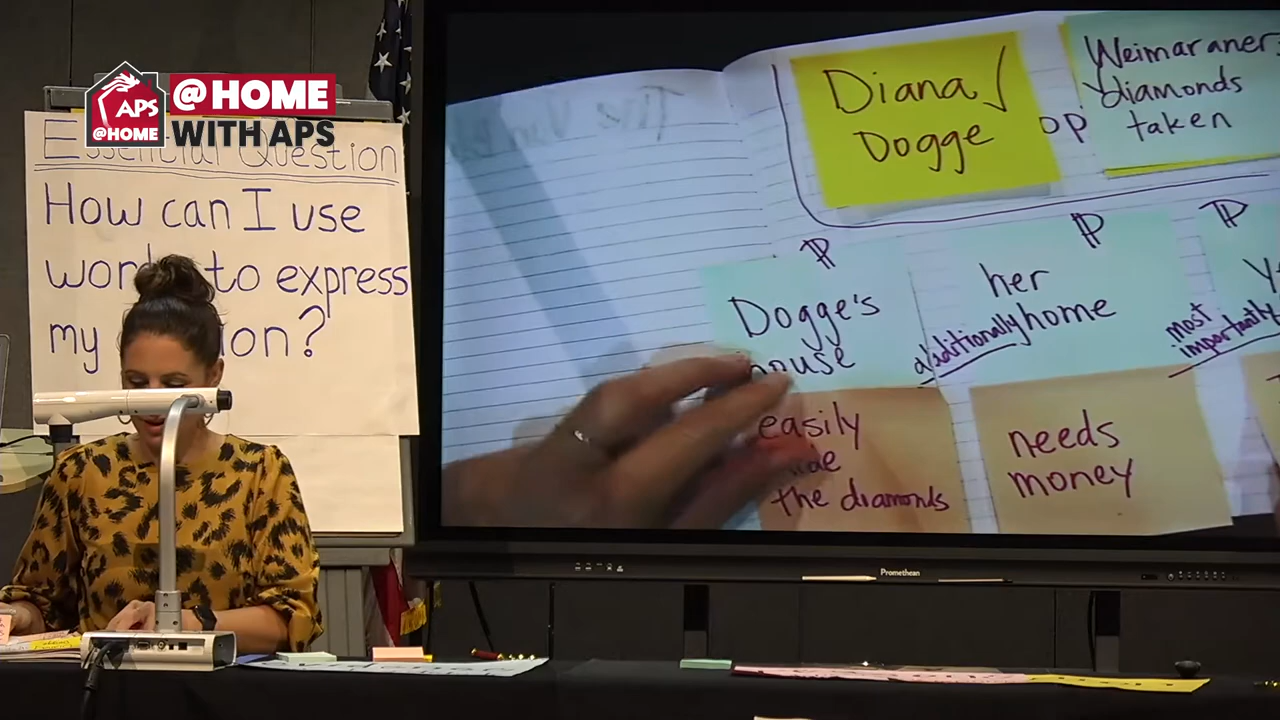 APS
@HOME
@HOME
WITH APS
Essential Question
How can I use
to express
my
?
Diana
Dogge
op
Weimaraner
diamonds
taken
P
P
P
Dogge's
house
additionally
her
home
most
importantly
easily
the diamonds
needs
money
Promethean